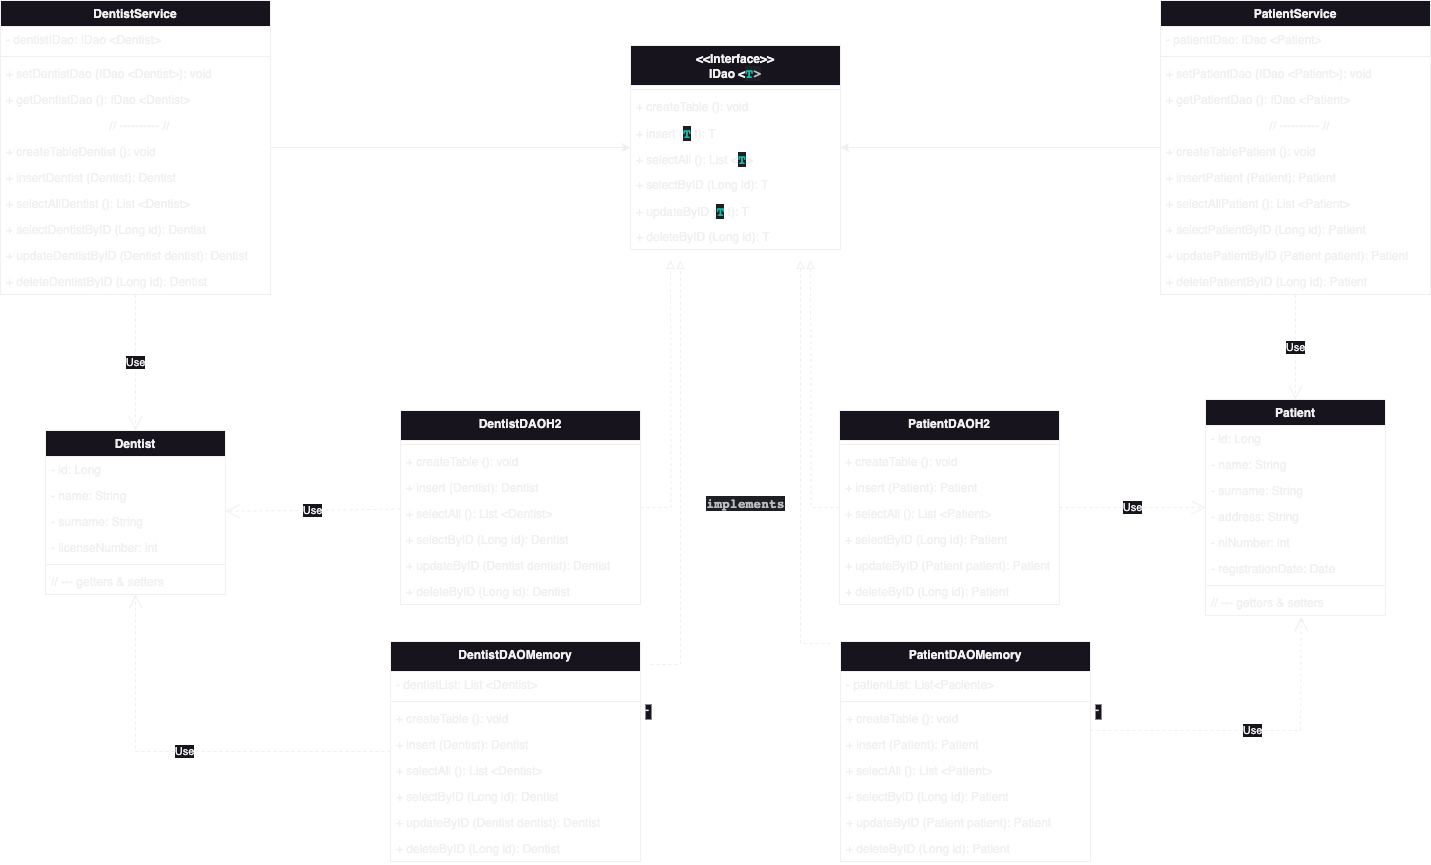 DentistService
- dentistIDao: IDao <Dentist>
+ setDentistDao (IDao <Dentist>): void
+ getDentistDao (): IDao <Dentist>
// ---------- //
+ createTableDentist (): void
+ insertDentist (Dentist): Dentist
+ selectAllDentist (): List <Dentist>
+ selectDentistByID (Long id): Dentist
+ updateDentistByID (Dentist dentist): Dentist
+ deleteDentistByID (Long id): Dentist
<<Interface>>
IDao <T>
+ createTable (): void
+ insert T (): T
+ selectAll (): List <T>
+ selectByID (Long id): T
+ updateByID T (): T
+ deleteByID (Long id): T
PatientService
- patientIDao: IDao <Patient>
+ setPatientDao (IDao <Patient>): void
+ getPatientDao (): IDao <Patient>
// ---------- //
+ createTablePatient (): void
+ insertPatient (Patient): Patient
+ selectAllPatient (): List <Patient>
+ selectPatientByID (Long id): Patient
+ updatePatientByID (Patient patient): Patient
+ deletePatientByID (Long id): Patient
Use
Use
Dentist
- id: Long
- name: String
- surname: String
- licenseNumber: int
// --- getters & setters
Use
DentistDAOH2
+ createTable (): void
+ insert (Dentist): Dentist
+ selectAll (): List <Dentist>
+ selectByID (Long id): Dentist
+ updateByID (Dentist dentist): Dentist
+ deleteByID (Long id): Dentist
implements
PatientDAOH2
+ createTable (): void
+ insert (Patient): Patient
+ selectAll (): List <Patient>
+ selectByID (Long id): Patient
+ updateByID (Patient patient): Patient
+ deleteByID (Long id): Patient
Use
Patient
- id: Long
- name: String
- surname: String
- address: String
- niNumber: int
- registrationDate: Date
// --- getters & setters
Use
DentistDAOMemory
- dentistList: List <Dentist>
+ createTable (): void
+ insert (Dentist): Dentist
+ selectAll (): List <Dentist>
+ selectByID (Long id): Dentist
+ updateByID (Dentist dentist): Dentist
+ deleteByID (Long id): Dentist
PatientDAOMemory
- patientList: List<Paciente>
+ createTable (): void
+ insert (Patient): Patient
+ selectAll (): List <Patient>
+ selectByID (Long id): Patient
+ updateByID (Patient patient): Patient
+ deleteByID (Long id): Patient
Use